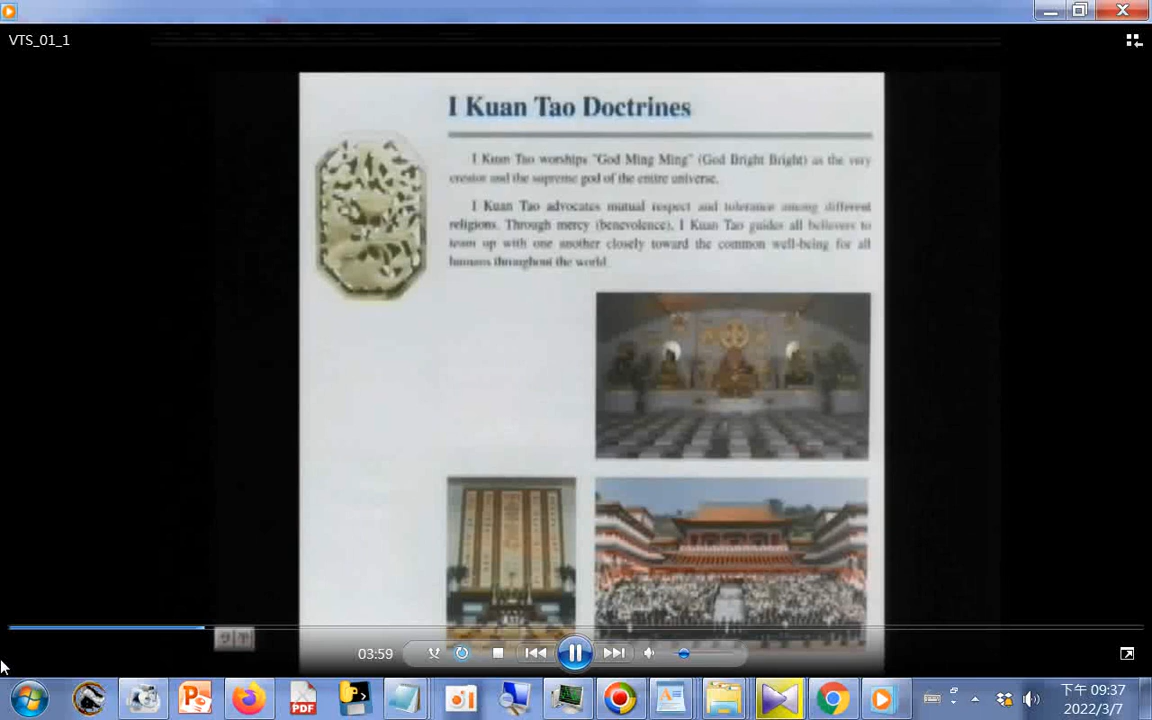 VTS_01_1
I Kuan Tao Doctrines
I Kuan Tao worships "God Ming Ming" (God Bright Bright) as the very
creator and the supreme god of the entire universe.
I Kuan Tao advocates mutual respect and tolerance among different
religions. Through mercy (benevolence), I Kuan Tao guides all believers to
team up with one another closely toward the common well-being for all
humans throughout the world.
03:59
PDF
下午 09:37
2022/3/7